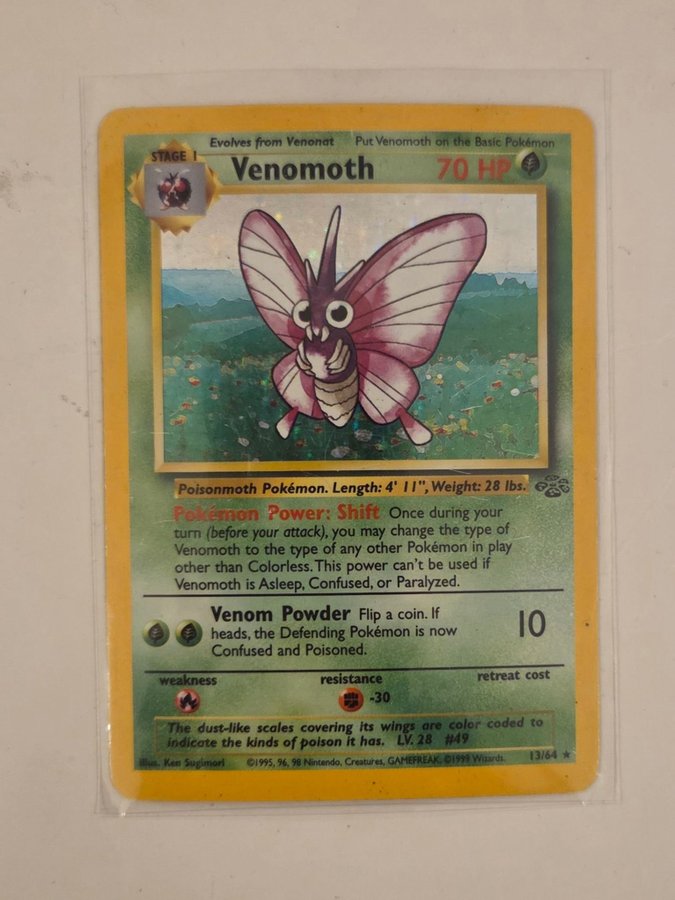 Evolves from Venonat Put Venomoth on the Basic Pokémon
STAGE 1
Venomoth 70 HP
Poisonmoth Pokémon. Length: 4' 11", Weight: 28 lbs.
Pokémon Power: Shift Once during your
turn (before your attack), you may change the type of
Venomoth to the type of any other Pokémon in play
other than Colorless. This power can't be used if
Venomoth is Asleep, Confused, or Paralyzed.
Venom Powder Flip a coin. If
heads, the Defending Pokémon is now
Confused and Poisoned.
10
weakness resistance retreat cost
-30
The dust-like scales covering its wings are color coded to
indicate the kinds of poison it has. LV. 28 #49
Illus. Ken Sugimori ©1995, 96, 98 Nintendo, Creatures, GAMEFREAK. ©1999 Wizards. 13/64 ★